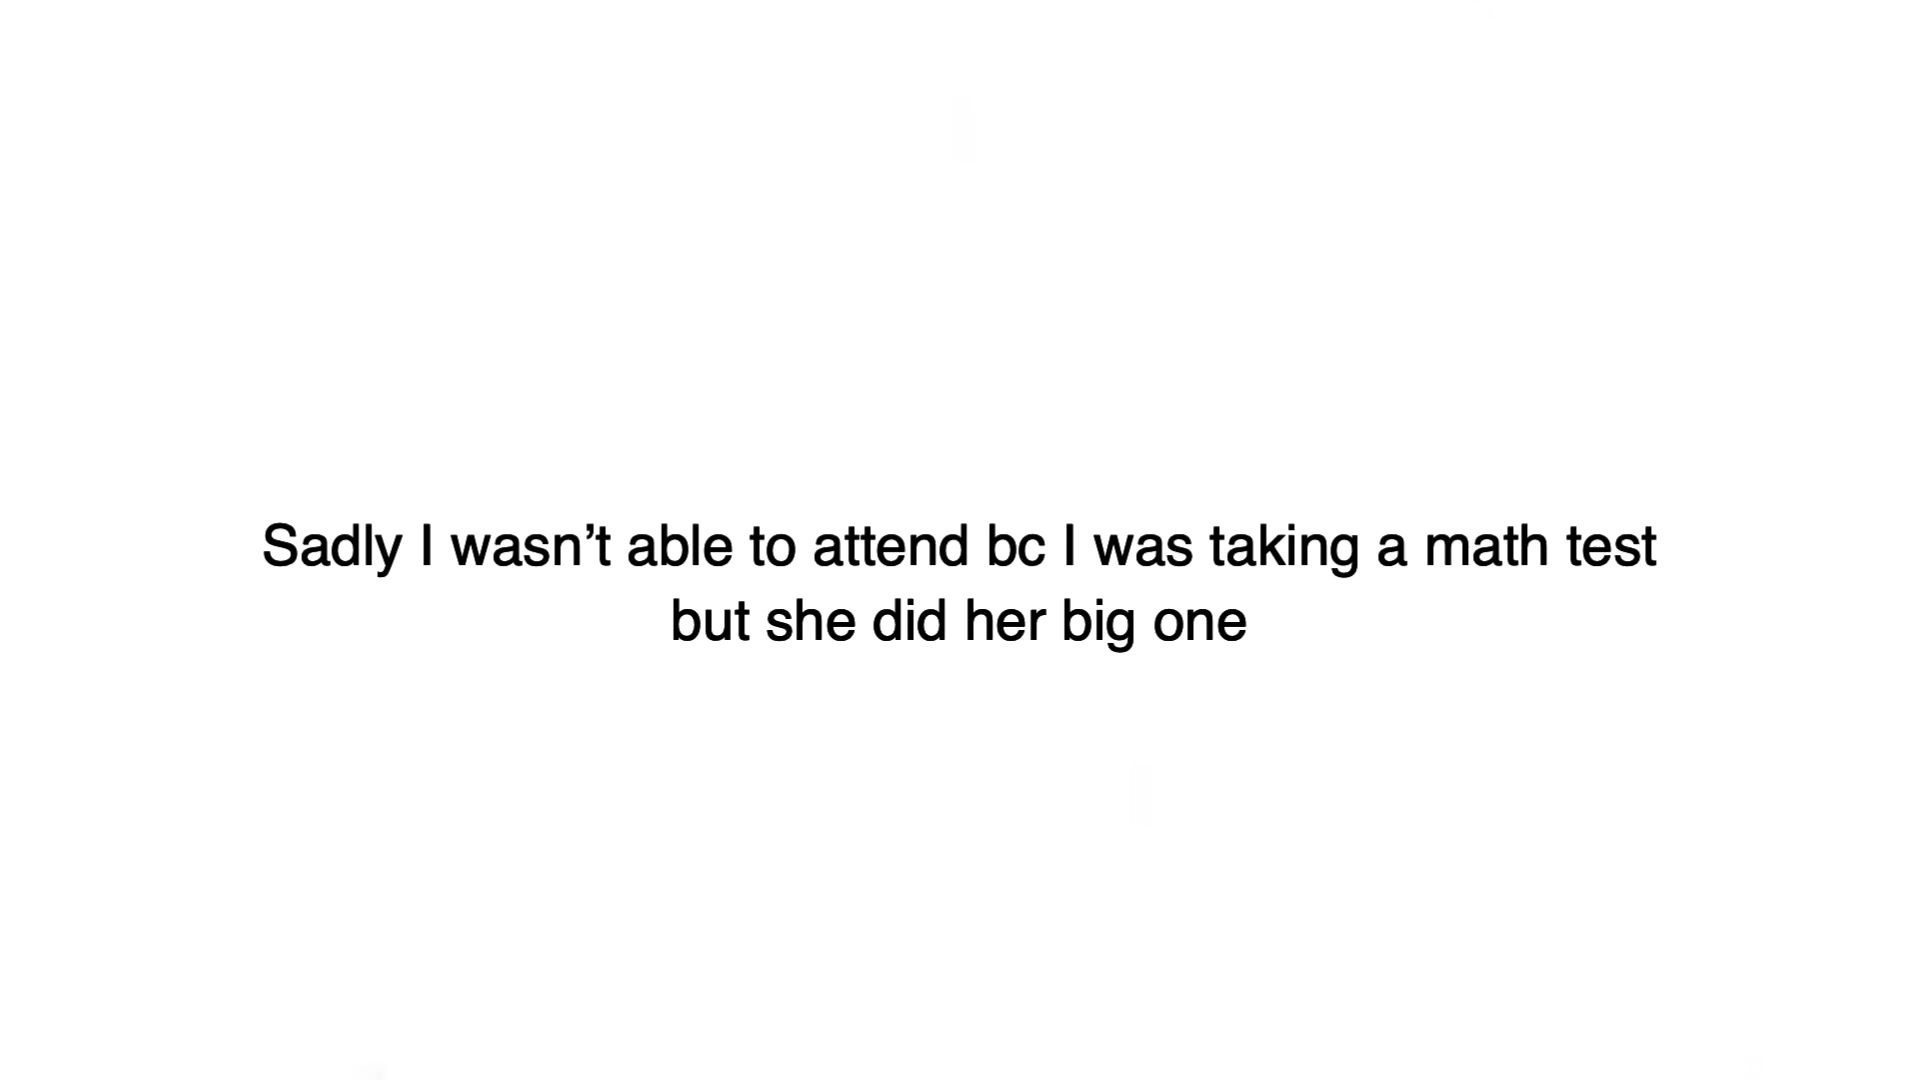 Sadly I wasn’t able to attend bc I was taking a math test
but she did her big one